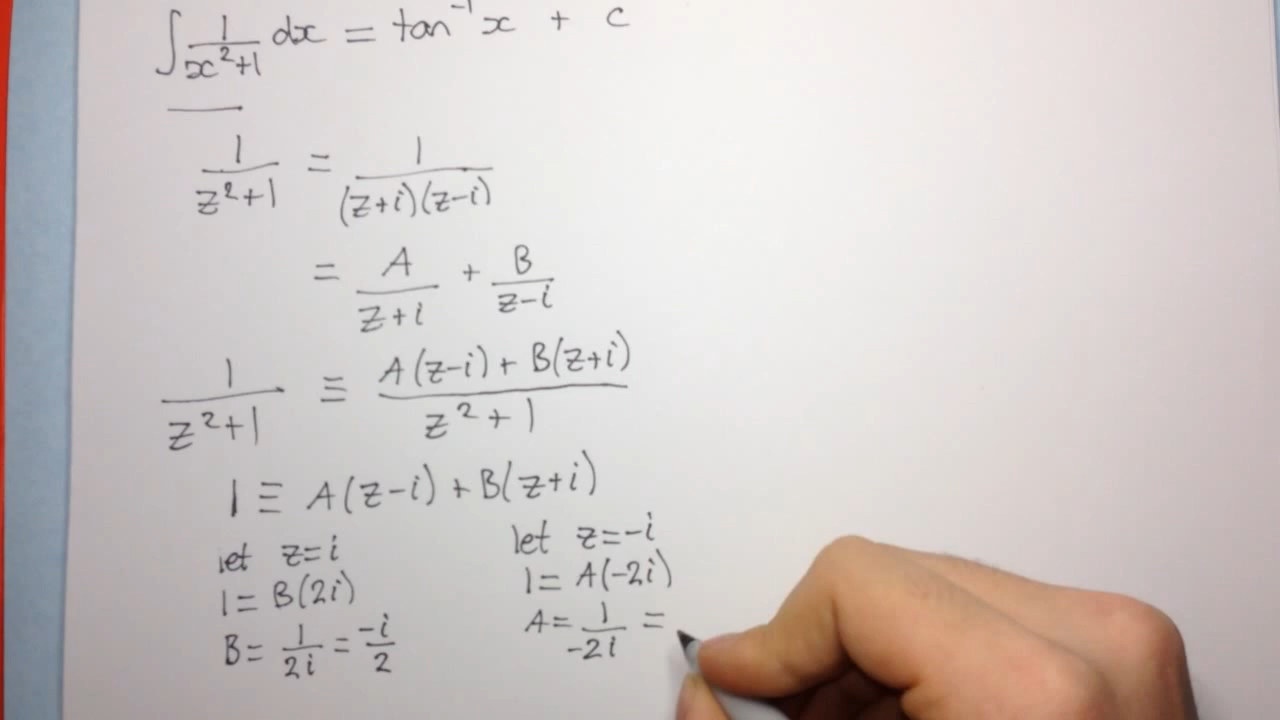 ∫ 1/(x²+1) dx = tan⁻¹x + c
1/(z²+1) = 1/((z+i)(z-i))
= A/(z+i) + B/(z-i)
1/(z²+1) ≡ (A(z-i) + B(z+i))/(z²+1)
1 ≡ A(z-i) + B(z+i)
let z=i
1 = B(2i)
B = 1/(2i) = -i/2
let z=-i
1 = A(-2i)
A = 1/(-2i) =